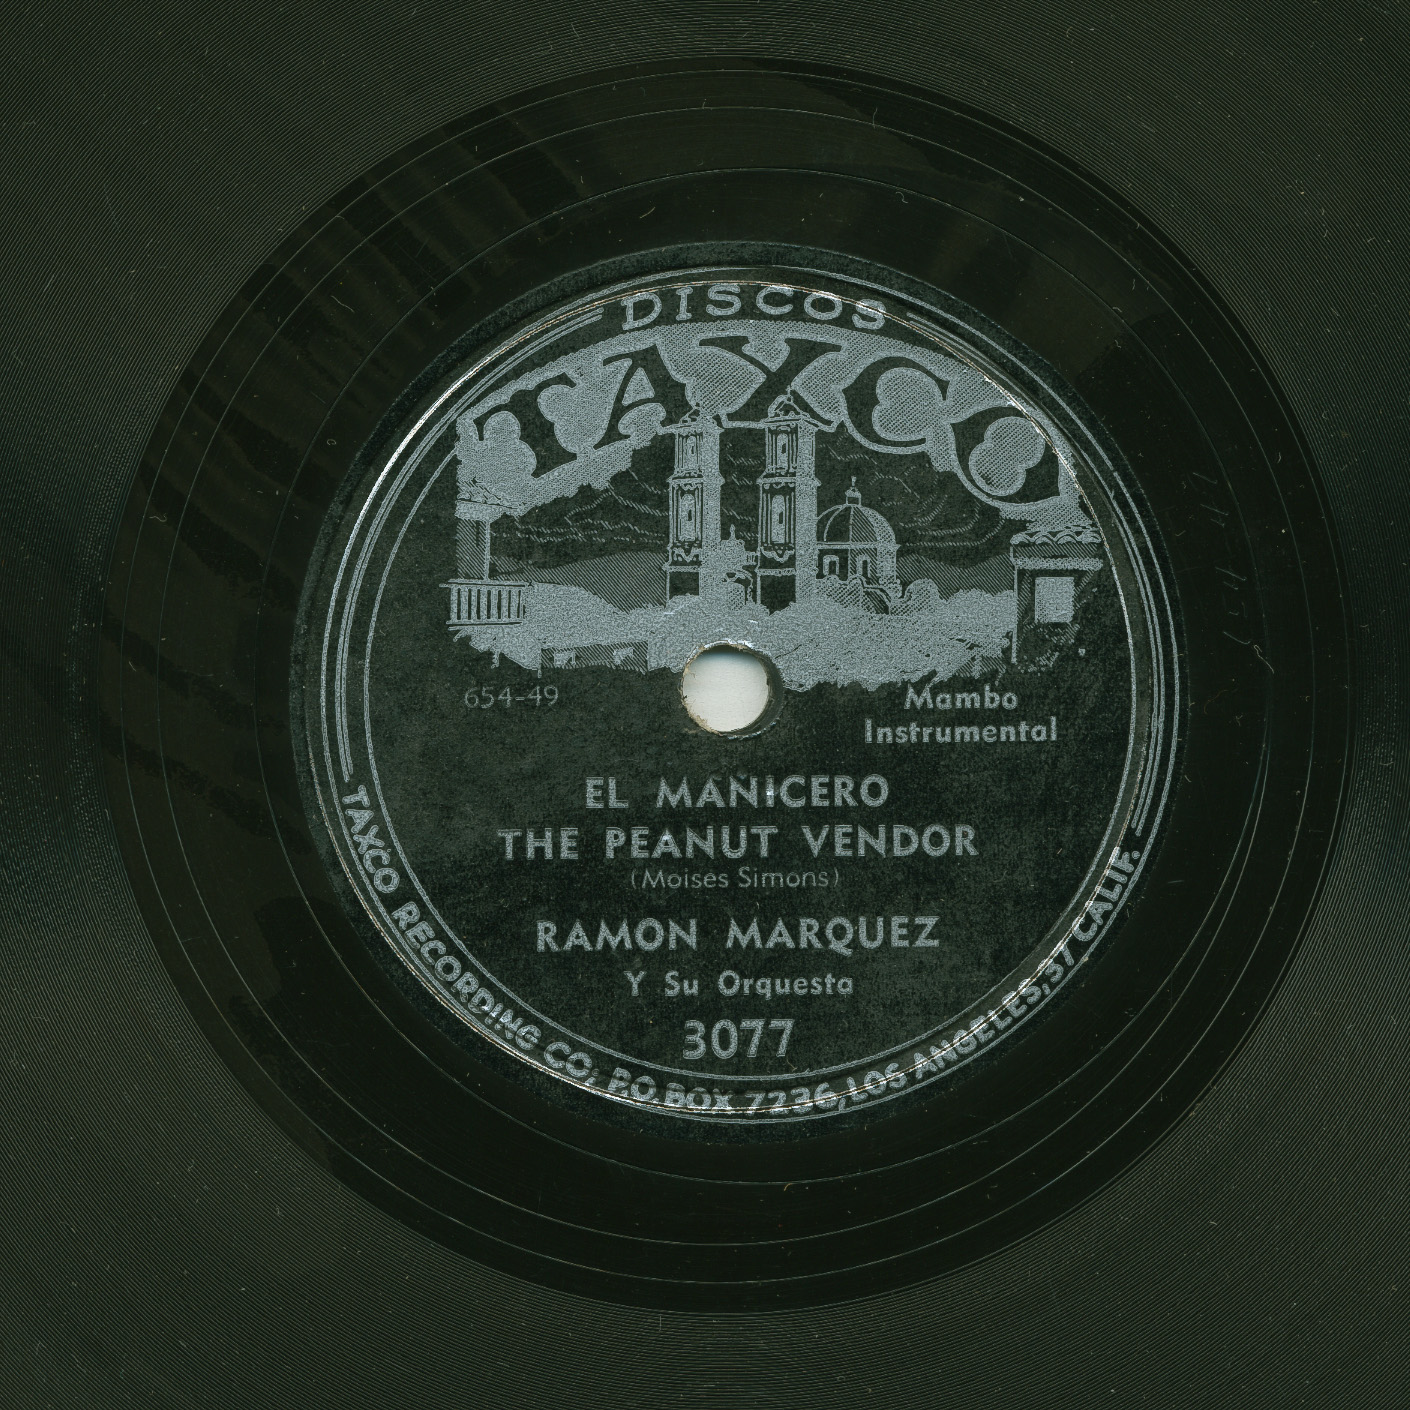 DISCOS
TAXCO
654-49
Mambo
Instrumental
EL MAÑICERO
THE PEANUT VENDOR
(Moises Simons)
RAMON MARQUEZ
Y Su Orquesta
3077
TAXCO RECORDING CO., P.O. BOX 7236, LOS ANGELES, 37 CALIF.